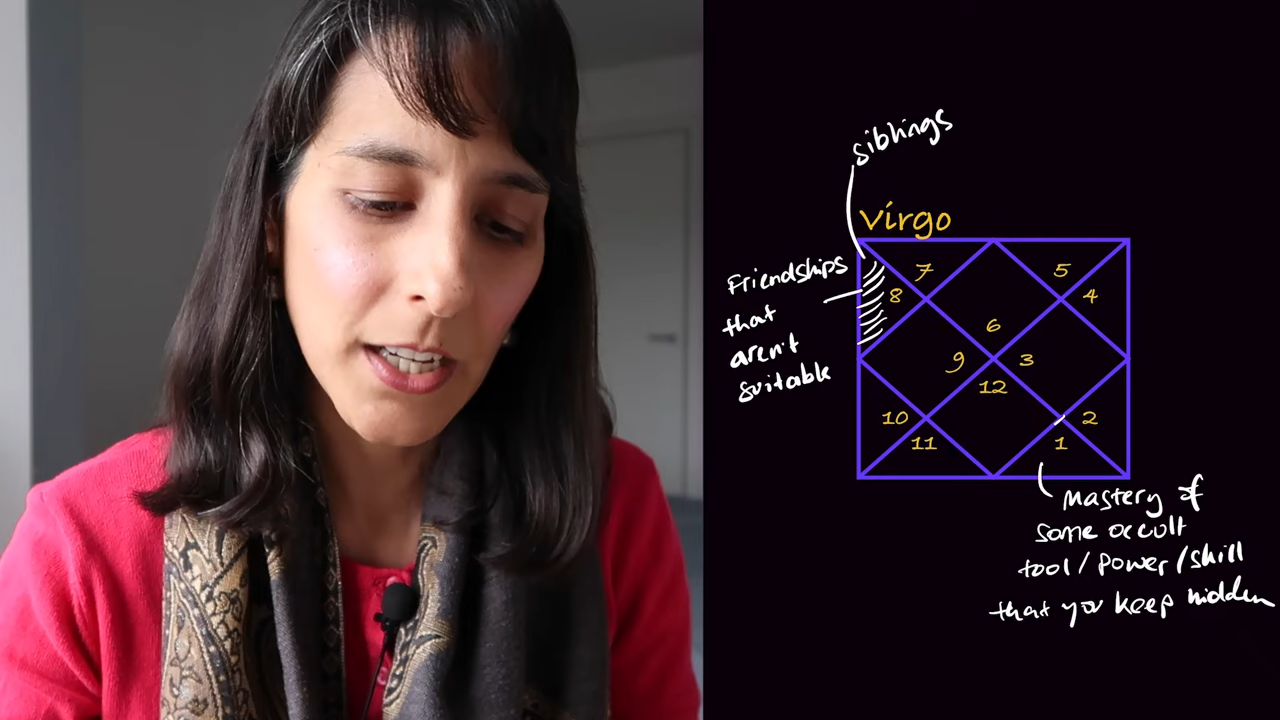 siblings
Virgo
Friendships
that
aren't
suitable
7
5
8
4
6
9
3
12
10
2
11
1
mastery of
some occult
tool/power/skill
that you keep hidden